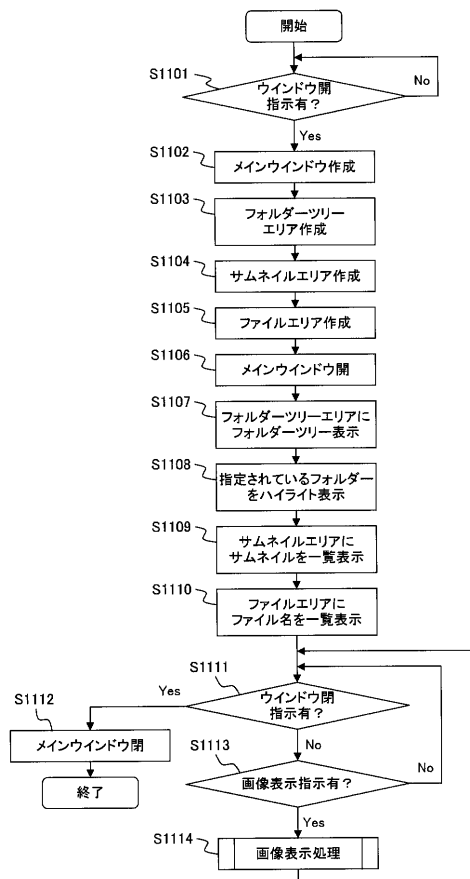 開始
S1101
ウインドウ開
指示有？
No
Yes
S1102
メインウインドウ作成
S1103
フォルダーツリー
エリア作成
S1104
サムネイルエリア作成
S1105
ファイルエリア作成
S1106
メインウインドウ開
S1107
フォルダーツリーエリアに
フォルダーツリー表示
S1108
指定されているフォルダー
をハイライト表示
S1109
サムネイルエリアに
サムネイルを一覧表示
S1110
ファイルエリアに
ファイル名を一覧表示
S1111
Yes
ウインドウ閉
指示有？
S1112
メインウインドウ閉
No
終了
S1113
画像表示指示有？
No
Yes
S1114
画像表示処理